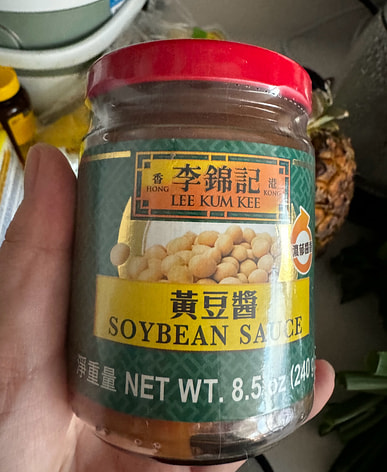 香 李錦記 港
HONG LEE KUM KEE KONG
黃豆醬
SOYBEAN SAUCE
淨重量 NET WT. 8.5 oz (240 g